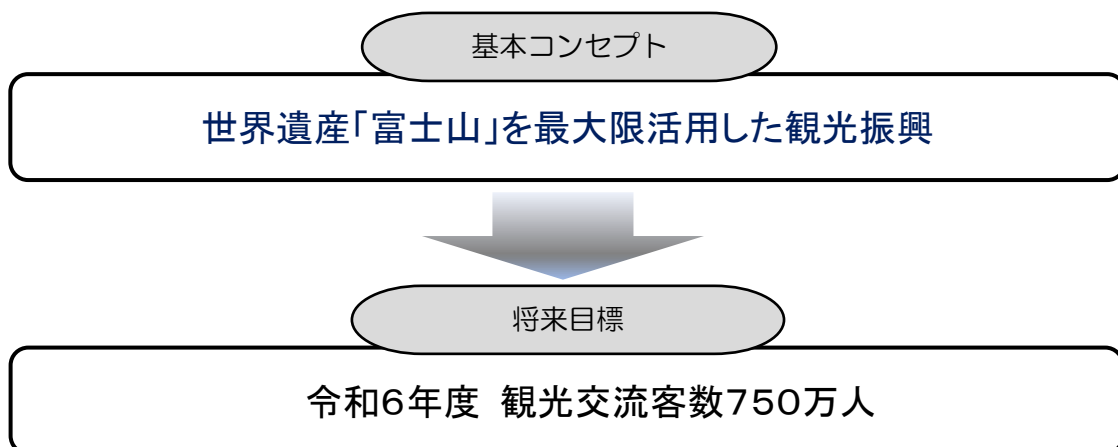 基本コンセプト
世界遺産「富士山」を最大限活用した観光振興
将来目標
令和6年度 観光交流客数750万人